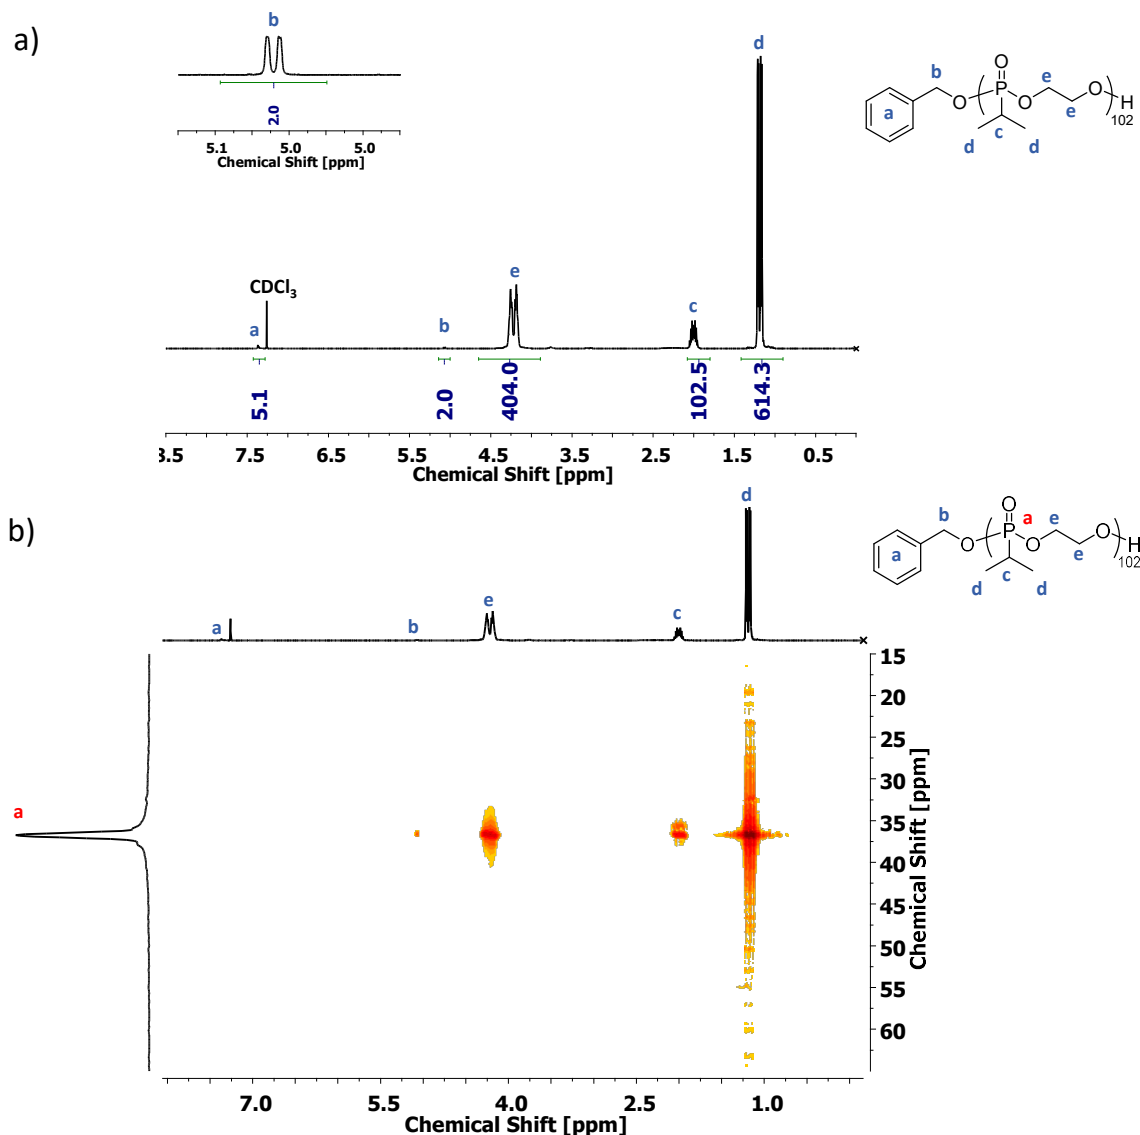 a)
b
2.0
5.1 5.0 5.0
Chemical Shift [ppm]
d
O
b P e O H
O O 102
a e
d c d
CDCl3
e
c
b
a
5.1 2.0 404.0 102.5 614.3
8.5 7.5 6.5 5.5 4.5 3.5 2.5 1.5 0.5
Chemical Shift [ppm]
b)
d
O
b a e O H
O P O 102
a e
d c d
e
c
a b
a
15
20
25
30
35
40
45
50
55
60
Chemical Shift [ppm]
7.0 5.5 4.0 2.5 1.0
Chemical Shift [ppm]